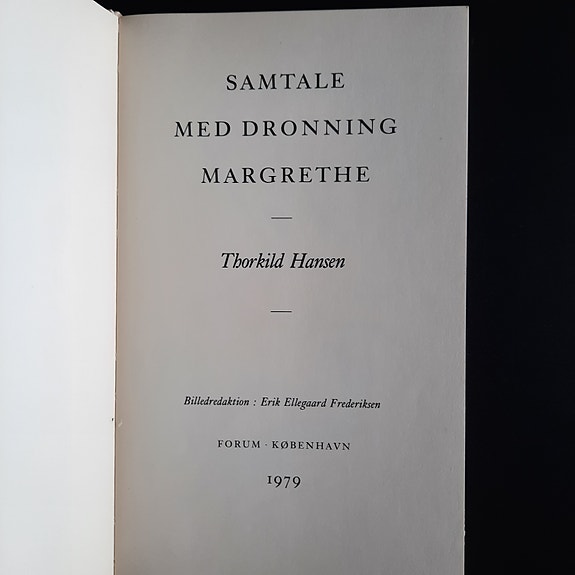 SAMTALE
MED DRONNING
MARGRETHE
Thorkild Hansen
Billedredaktion : Erik Ellegaard Frederiksen
FORUM · KØBENHAVN
1979